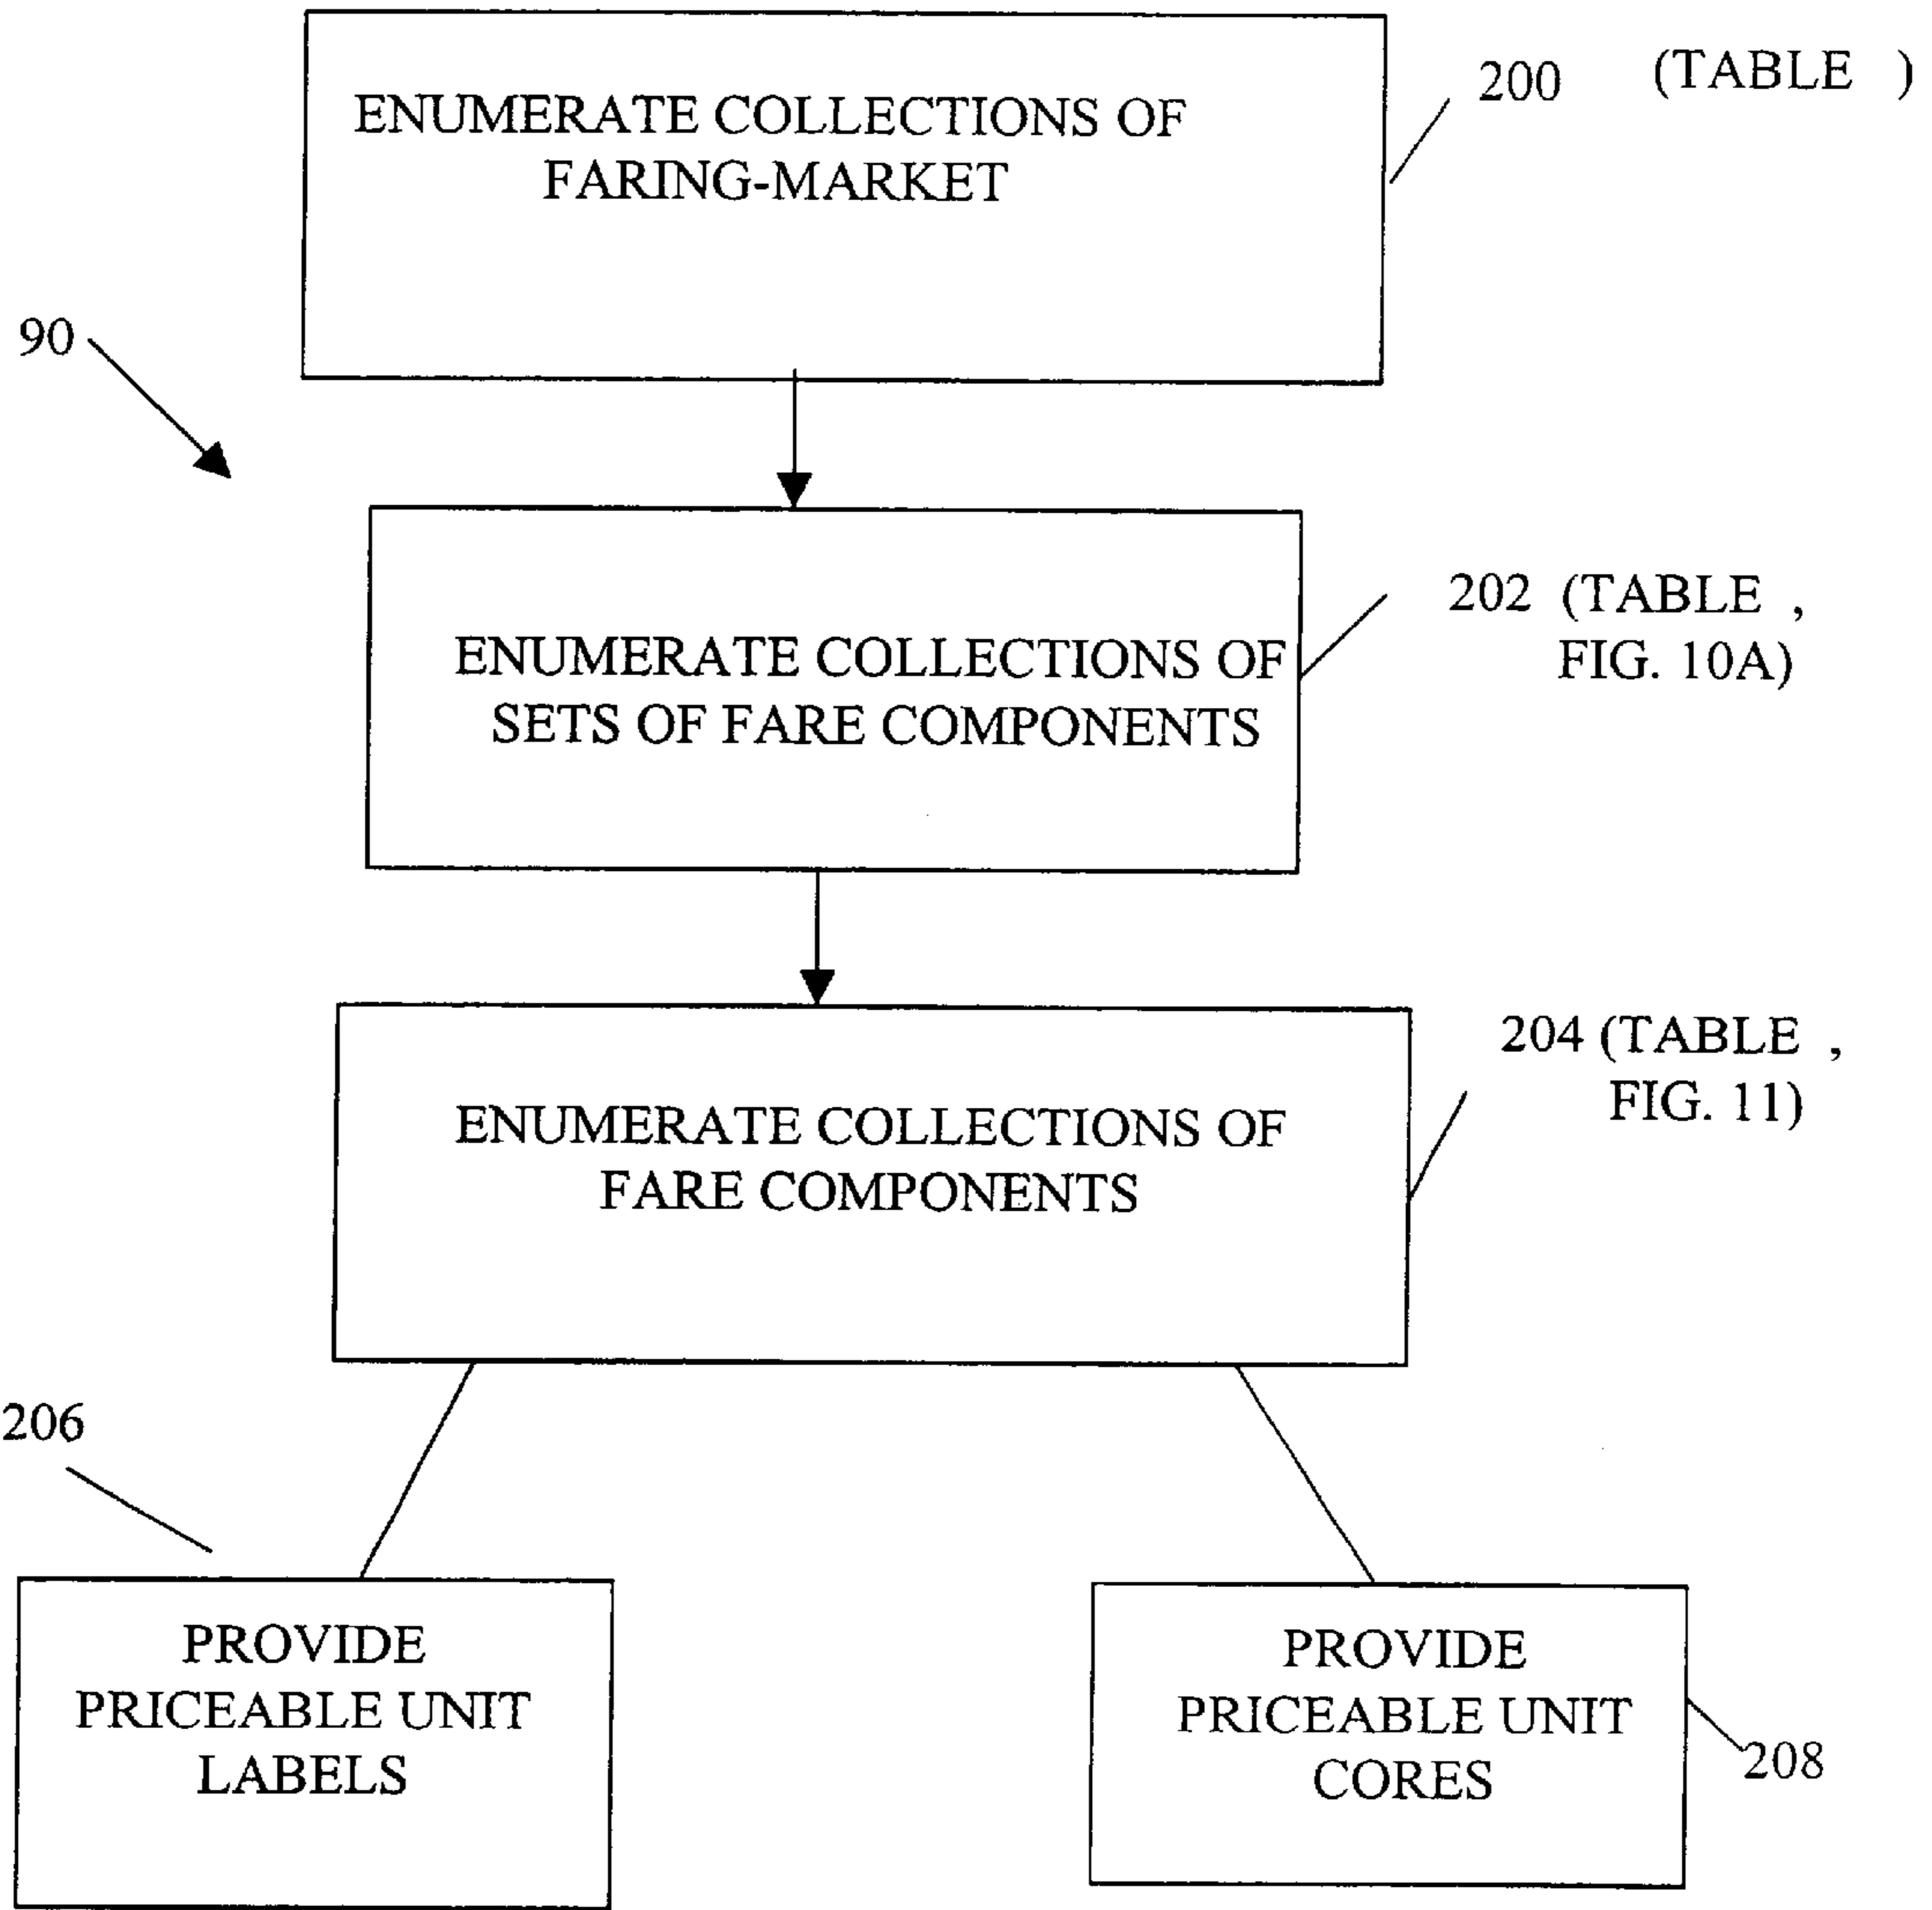 200 (TABLE )
ENUMERATE COLLECTIONS OF
FARING-MARKET
90
202 (TABLE ,
FIG. 10A)
ENUMERATE COLLECTIONS OF
SETS OF FARE COMPONENTS
204 (TABLE ,
FIG. 11)
ENUMERATE COLLECTIONS OF
FARE COMPONENTS
206
PROVIDE
PRICEABLE UNIT
LABELS
PROVIDE
PRICEABLE UNIT
CORES
208